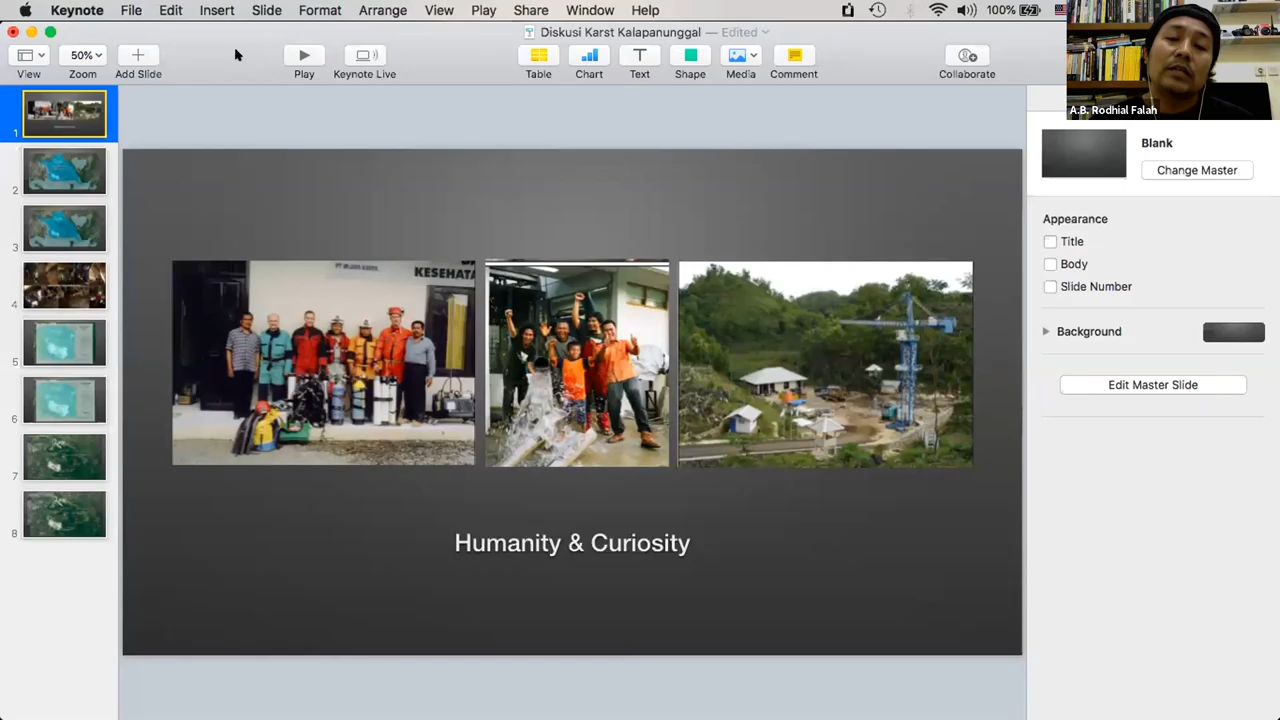 Keynote File Edit Insert Slide Format Arrange View Play Share Window Help 100%
Diskusi Karst Kalapanunggal — Edited
50%
View Zoom Add Slide Play Keynote Live Table Chart Text Shape Media Comment Collaborate
A.B. Rodhial Falah
1
2
3
4
5
6
7
8
KESEHATA
Humanity & Curiosity
Blank
Change Master
Appearance
Title
Body
Slide Number
Background
Edit Master Slide